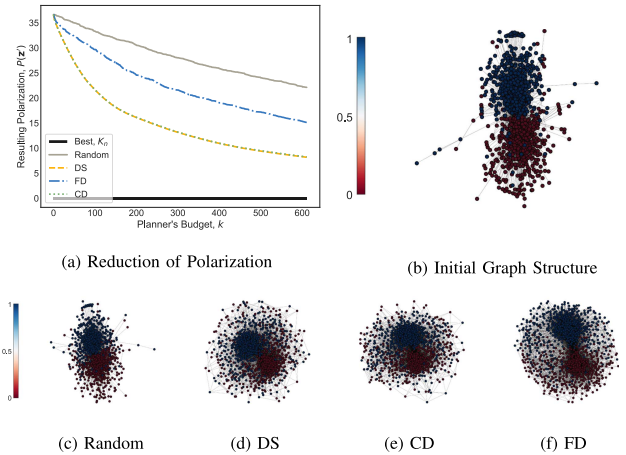 35
30
25
20
15
10
5
0
Resulting Polarization, P(z′)
Best, Kn
Random
DS
FD
CD
0 100 200 300 400 500 600
Planner's Budget, k
(a) Reduction of Polarization
1
0,5
0
(b) Initial Graph Structure
1
0.5
0
(c) Random
(d) DS
(e) CD
(f) FD